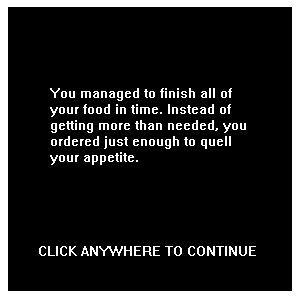 You managed to finish all of
your food in time. Instead of
getting more than needed, you
ordered just enough to quell
your appetite.
CLICK ANYWHERE TO CONTINUE